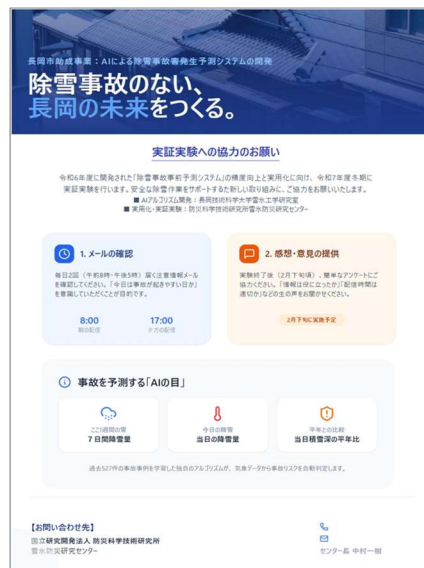 長岡市助成事業：AIによる除雪事故害発生予測システムの開発
除雪事故のない、
長岡の未来をつくる。
実証実験への協力のお願い
令和6年度に開発された「除雪事故事前予測システム」の精度向上と実用化に向け、令和7年度冬期に
実証実験を行います。安全な除雪作業をサポートするた新しい取り組みに、ご協力をお願いいたします。
■ AIアルゴリズム開発：長岡技術科学大学雪氷工学研究室
■ 実用化・実証実験：防災科学技術研究所雪氷防災研究センター
1. メールの確認
毎日2回（午前8時・午後5時）届く注意情報メール
を確認してください。「今日は事故が起きやすい日か」
を意識していただくことが目的です。
8:00
朝の配信
17:00
夕方の配信
2. 感想・意見の提供
実験終了後（2月下旬頃）、簡単なアンケートにご
協力ください。「情報は役に立ったか」「配信時間は
適切か」などの生の声をお聞かせください。
2月下旬に実施予定
事故を予測する「AIの目」
ここ1週間の雪
7日間降雪量
今日の降雪
当日の降雪量
平年との比較
当日積雪深の平年比
過去527件の事故事例を学習した独自のアルゴリズムが、気象データから事故リスクを自動判定します。
【お問い合わせ先】
国立研究開発法人 防災科学技術研究所
雪氷防災研究センター
センター長 中村一樹